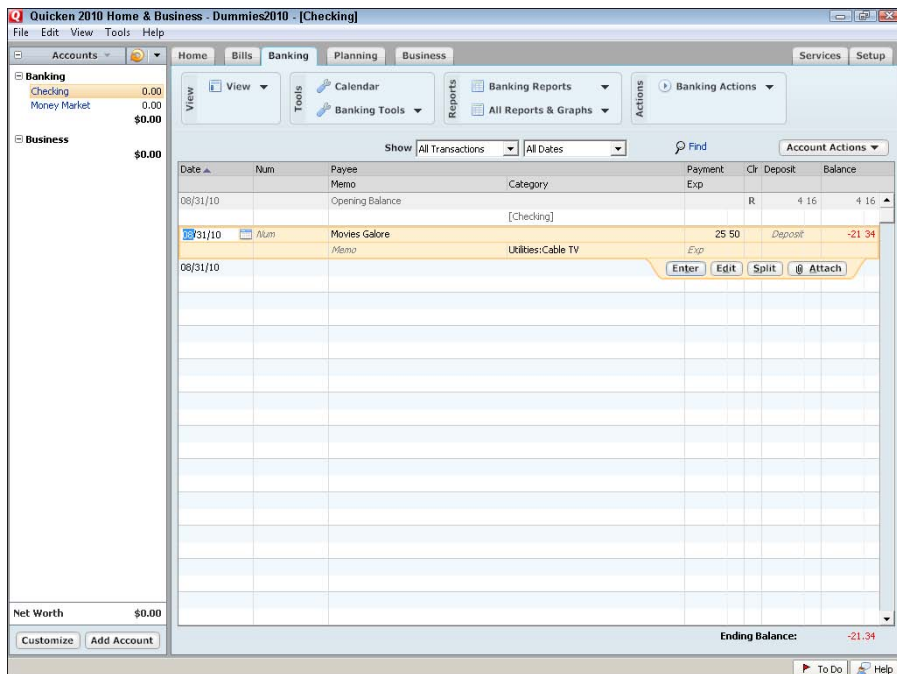 Quicken 2010 Home & Business - Dummies2010 - [Checking]
File Edit View Tools Help
Accounts
Home Bills Banking Planning Business Services Setup
Banking
Checking 0.00
Money Market 0.00
$0.00
Business
$0.00
View
View
Tools
Calendar
Banking Tools
Reports
Banking Reports
All Reports & Graphs
Actions
Banking Actions
Show All Transactions All Dates Find Account Actions
Date Num Payee Payment Clr Deposit Balance
Memo Category Exp
08/31/10 Opening Balance R 4 16 4 16
[Checking]
08/31/10 Num Movies Galore 25 50 Deposit -21 34
Memo Utilities:Cable TV Exp
08/31/10 Enter Edit Split Attach
Net Worth $0.00
Customize Add Account
Ending Balance: -21.34
To Do Help